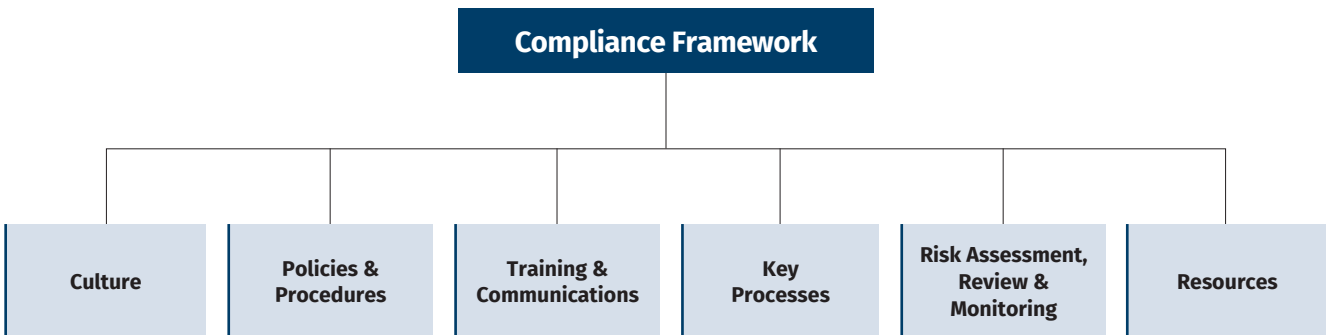 Compliance Framework
Culture
Policies &
Procedures
Training &
Communications
Key
Processes
Risk Assessment,
Review &
Monitoring
Resources